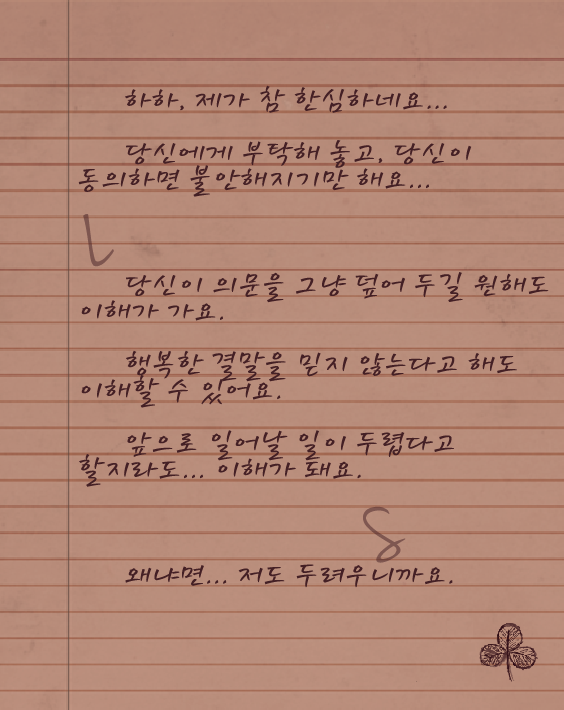 하하, 제가 참 한심하네요...
당신에게 부탁해 놓고, 당신이
동의하면 불안해지기만 해요...
당신이 의문을 그냥 덮어 두길 원해도
이해가 가요.
행복한 결말을 믿지 않는다고 해도
이해할 수 있어요.
앞으로 일어날 일이 두렵다고
할지라도... 이해가 돼요.
왜냐면... 저도 두려우니까요.